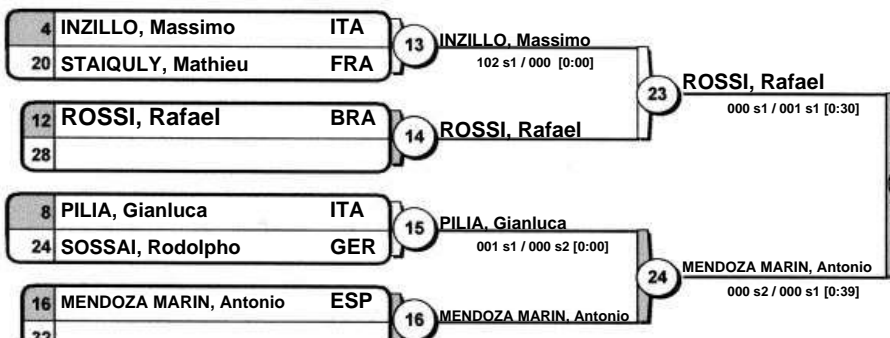 4 INZILLO, Massimo ITA
20 STAIQULY, Mathieu FRA
13
INZILLO, Massimo
102 s1 / 000 [0:00]
12 ROSSI, Rafael BRA
28
14
ROSSI, Rafael
23
ROSSI, Rafael
000 s1 / 001 s1 [0:30]
8 PILIA, Gianluca ITA
24 SOSSAI, Rodolpho GER
15
PILIA, Gianluca
001 s1 / 000 s2 [0:00]
16 MENDOZA MARIN, Antonio ESP
16
MENDOZA MARIN, Antonio
24
MENDOZA MARIN, Antonio
000 s2 / 000 s1 [0:39]